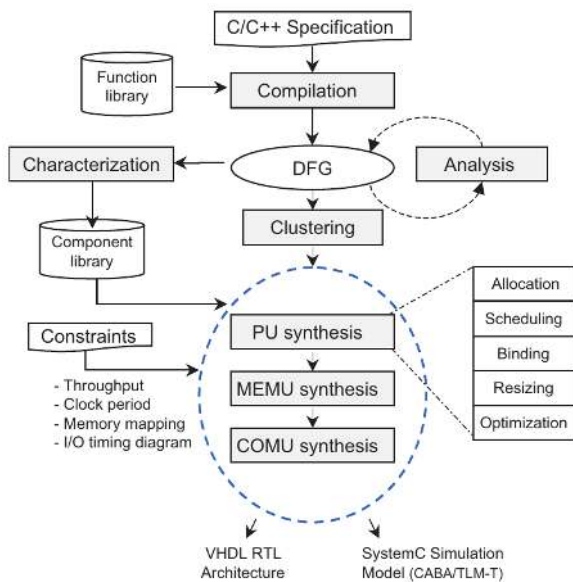 C/C++ Specification
Function
library
Compilation
Characterization
DFG
Analysis
Clustering
Component
library
Allocation
Scheduling
Binding
Resizing
Optimization
Constraints
- Throughput
- Clock period
- Memory mapping
- I/O timing diagram
PU synthesis
MEMU synthesis
COMU synthesis
VHDL RTL
Architecture
SystemC Simulation
Model (CABA/TLM-T)